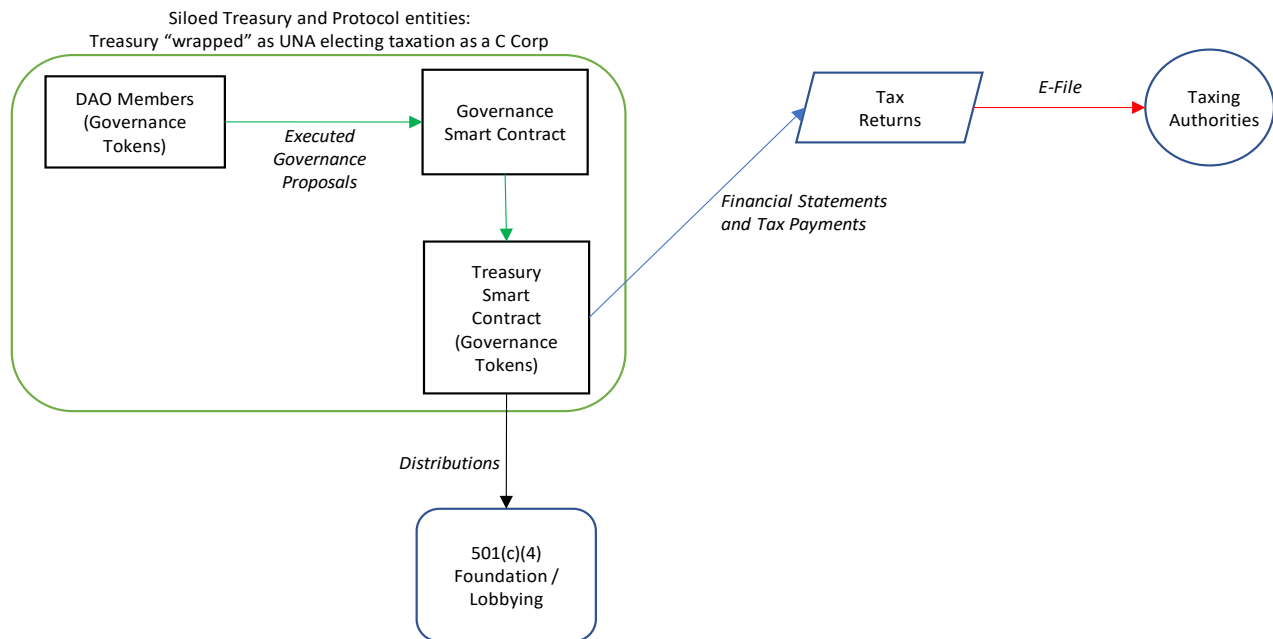 Siloed Treasury and Protocol entities:
Treasury “wrapped” as UNA electing taxation as a C Corp
DAO Members
(Governance
Tokens)
Executed
Governance
Proposals
Governance
Smart Contract
Tax
Returns
E-File
Taxing
Authorities
Financial Statements
and Tax Payments
Treasury
Smart
Contract
(Governance
Tokens)
Distributions
501(c)(4)
Foundation /
Lobbying